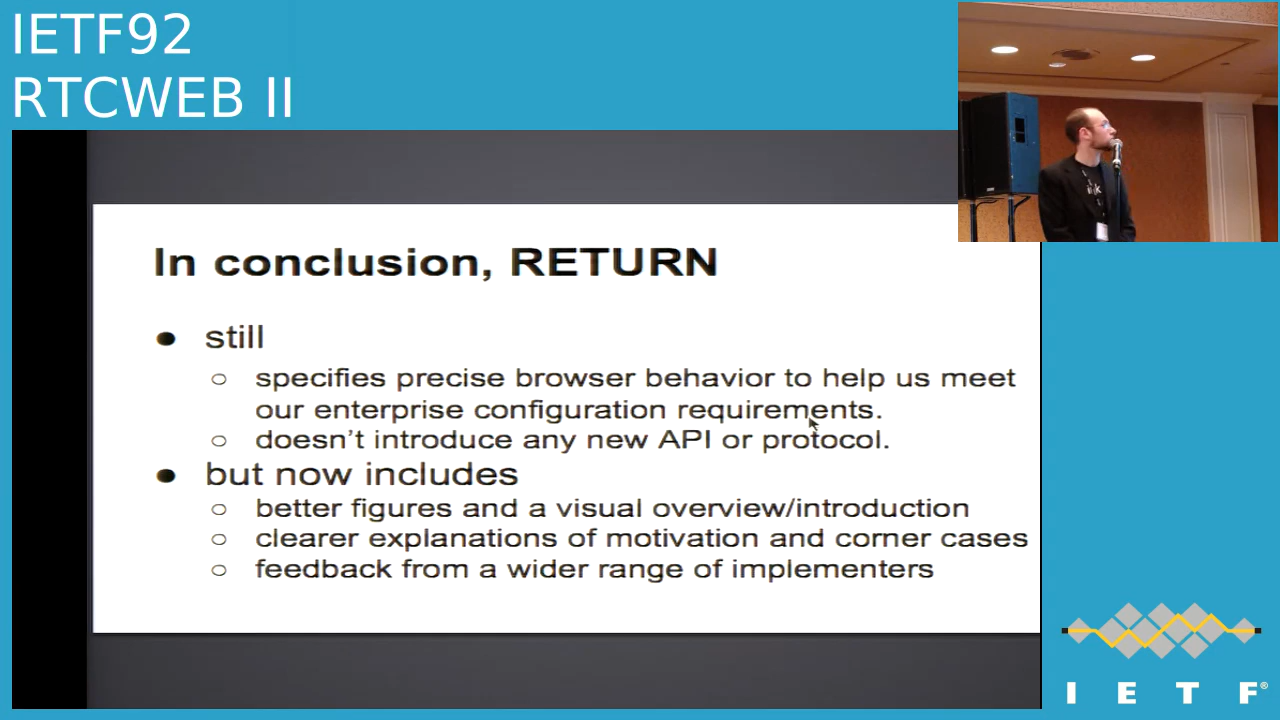 IETF92
RTCWEB II
In conclusion, RETURN
● still
○ specifies precise browser behavior to help us meet
our enterprise configuration requirements.
○ doesn't introduce any new API or protocol.
● but now includes
○ better figures and a visual overview/introduction
○ clearer explanations of motivation and corner cases
○ feedback from a wider range of implementers
I E T F®